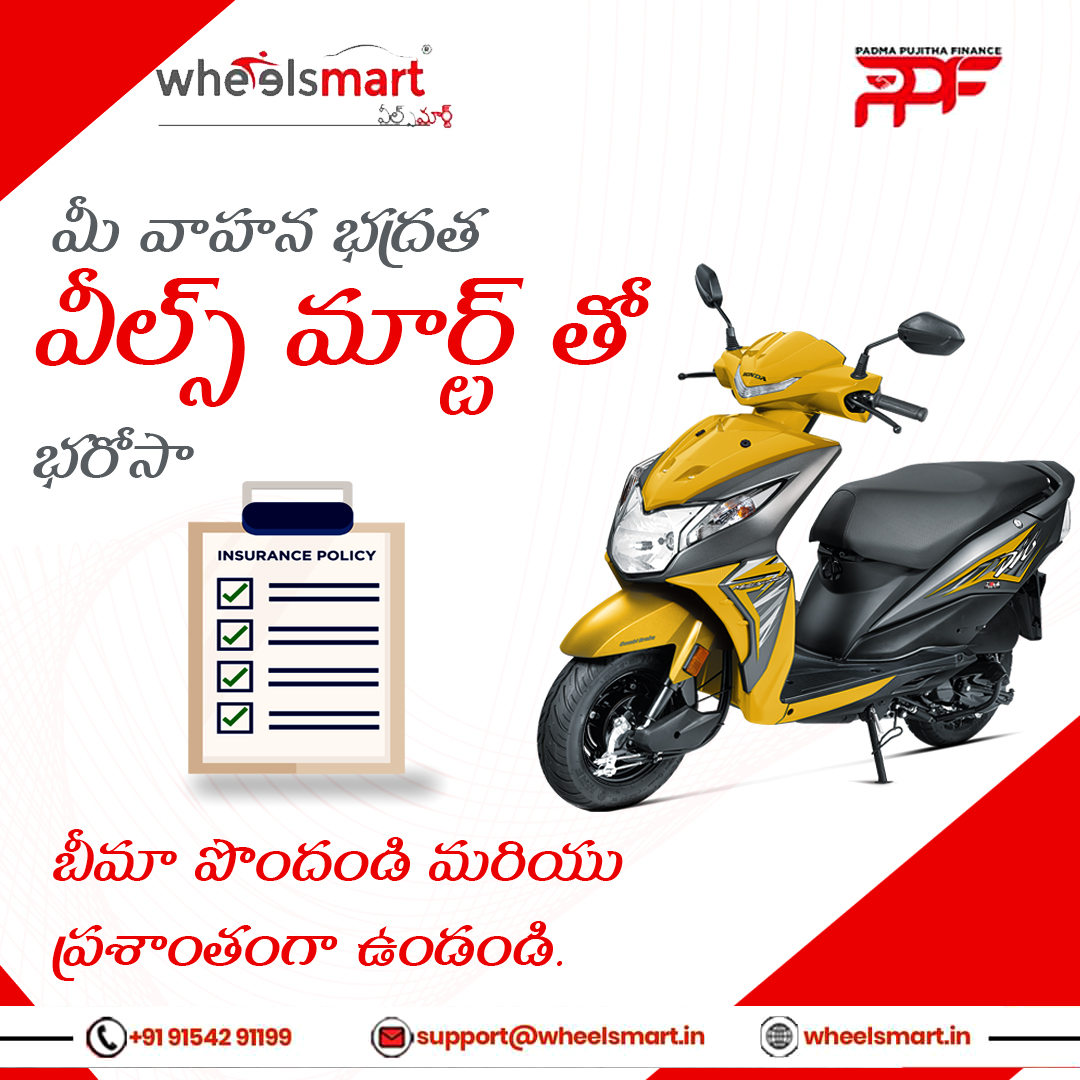 wheelsmart®
వీల్స్ మార్ట్
PADMA PUJITHA FINANCE
PPF
మీ వాహన భద్రత
వీల్స్ మార్ట్ తో
భరోసా
HONDA
INSURANCE POLICY
బీమా పొందండి మరియు
ప్రశాంతంగా ఉండండి.
+91 91542 91199
support@wheelsmart.in
wheelsmart.in